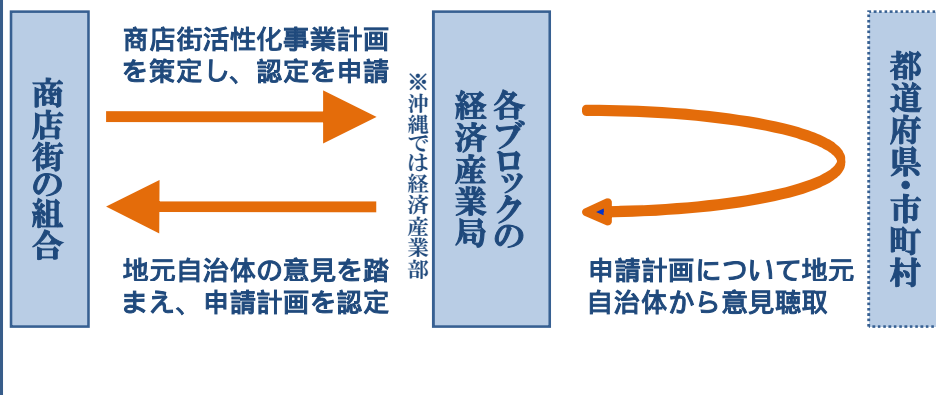 商店街の組合
商店街活性化事業計画
を策定し、認定を申請
地元自治体の意見を踏
まえ、申請計画を認定
各ブロックの
経済産業局
※沖縄では経済産業部
申請計画について地元
自治体から意見聴取
都道府県・市町村